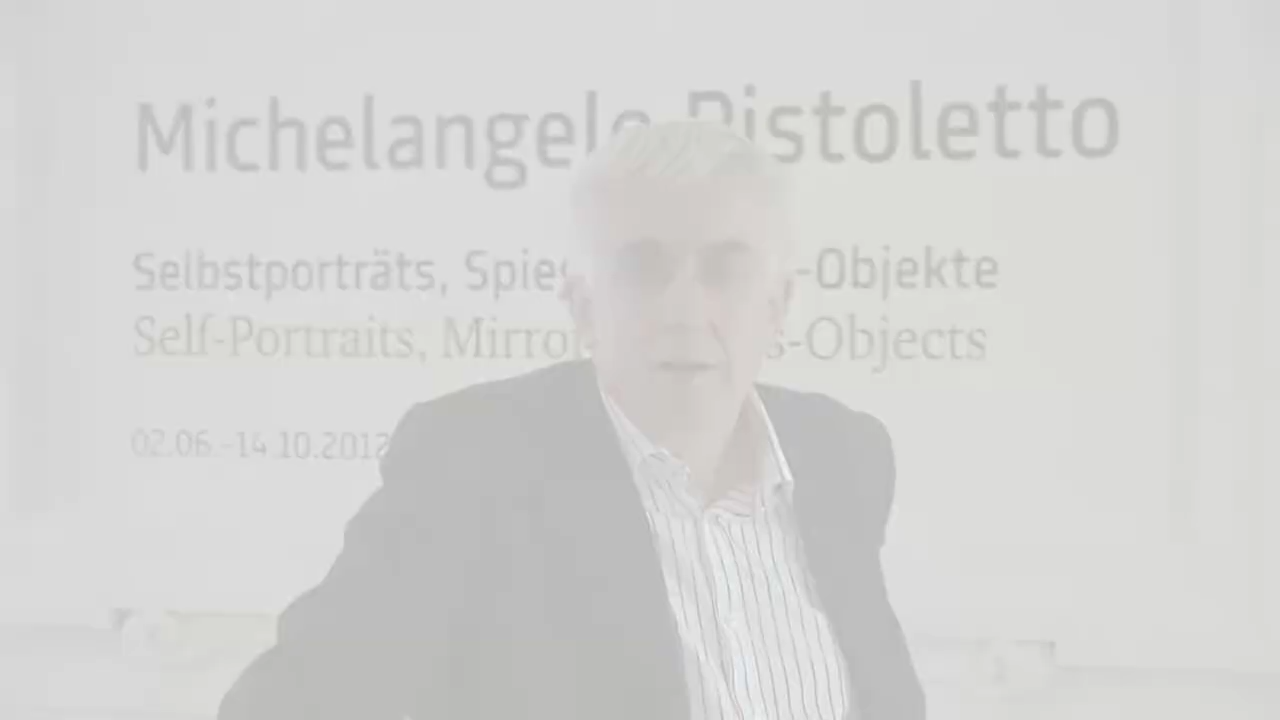 Michelangelo Pistoletto
Selbstporträts, Spie -Objekte
Self-Portraits, Mirro s-Objects
02.06.-14.10.2012